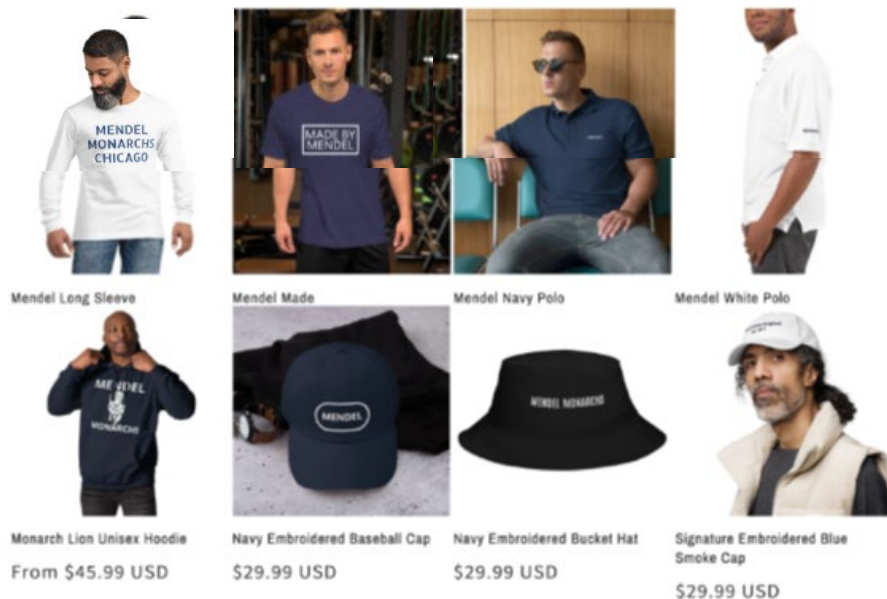 MENDEL
MONARCHS
CHICAGO
MADE BY
MENDEL
Mendel Long Sleeve
Mendel Made
Mendel Navy Polo
Mendel White Polo
MENDEL
MONARCHS
MENDEL
MENDEL MONARCHS
Monarch Lion Unisex Hoodie
Navy Embroidered Baseball Cap
Navy Embroidered Bucket Hat
Signature Embroidered Blue
Smoke Cap
From $45.99 USD
$29.99 USD
$29.99 USD
$29.99 USD